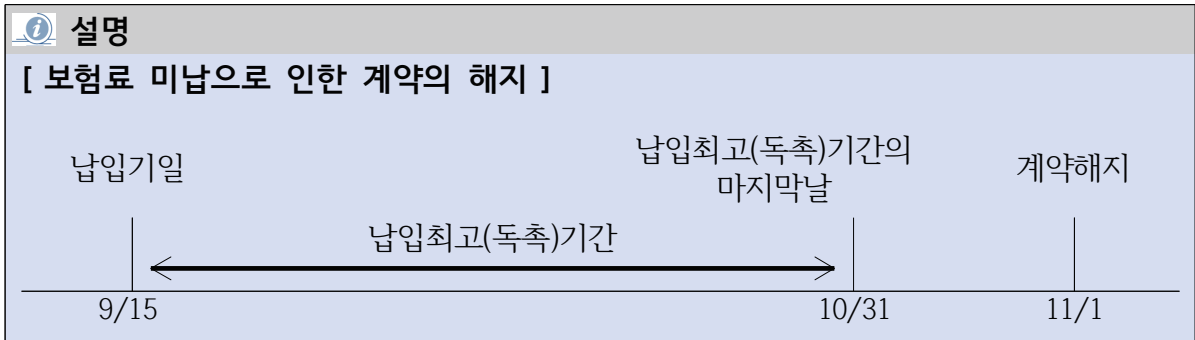 설명
[ 보험료 미납으로 인한 계약의 해지 ]
납입기일
납입최고(독촉)기간의
마지막날
계약해지
납입최고(독촉)기간
9/15
10/31
11/1